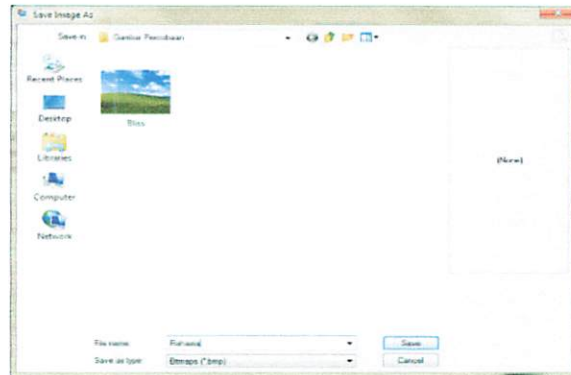 Save Image As
Save in: Gambar Percobaan
Recent Places
Desktop
Bliss
Libraries
(None)
Computer
Network
File name:
Save
Save as type: Bitmaps (*.bmp)
Cancel